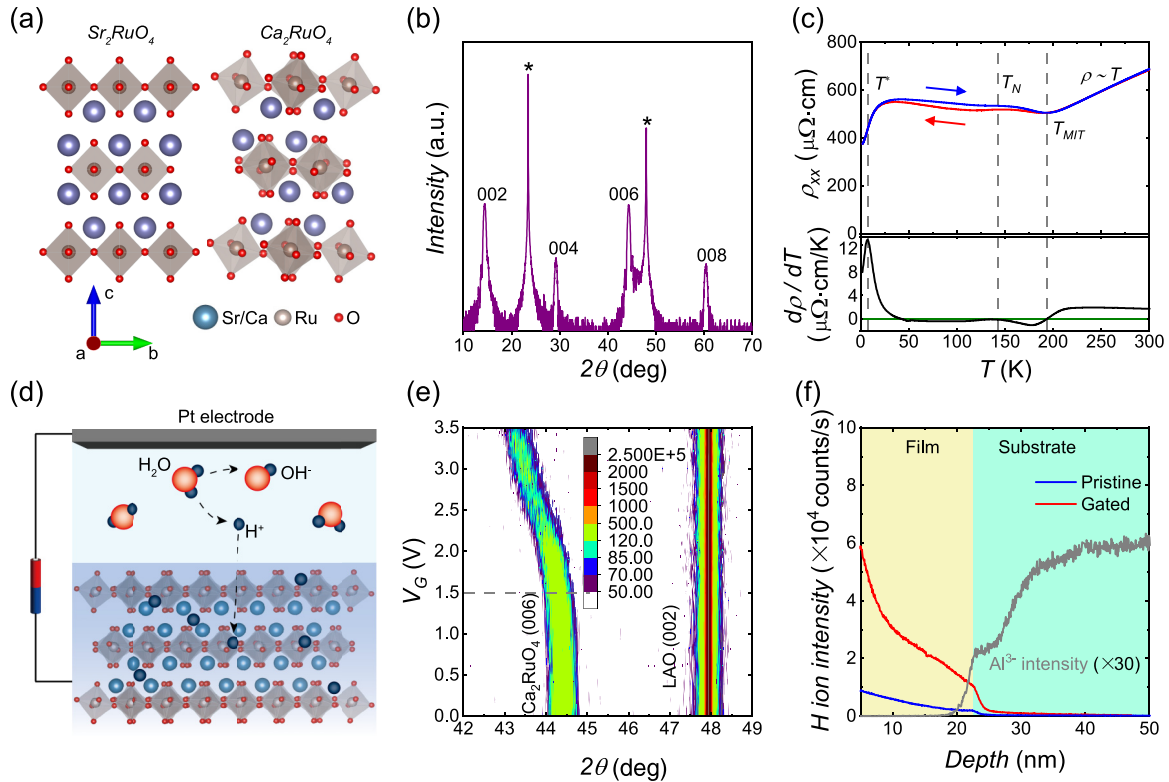 (a)
Sr₂RuO₄
Ca₂RuO₄
c
a
b
Sr/Ca
Ru
O
(b)
Intensity (a.u.)
002
*
004
006
*
008
10 20 30 40 50 60 70
2θ (deg)
(c)
ρxx (μΩ·cm)
800
600
400
200
0
T*
TN
ρ ~ T
TMIT
dρ / dT
(μΩ·cm/K)
12
8
4
0
0 50 100 150 200 250 300
T (K)
(d)
Pt electrode
H₂O
OH-
H+
(e)
VG (V)
3.5
3.0
2.5
2.0
1.5
1.0
0.5
0.0
2.500E+5
2000
1500
1000
500.0
120.0
85.00
70.00
50.00
Ca₂RuO₄ (006)
LAO (002)
42 43 44 45 46 47 48 49
2θ (deg)
(f)
H ion intensity (×10⁴ counts/s)
10
8
6
4
2
0
Film
Substrate
Pristine
Gated
Al³⁻ intensity (×30)
10 20 30 40 50
Depth (nm)